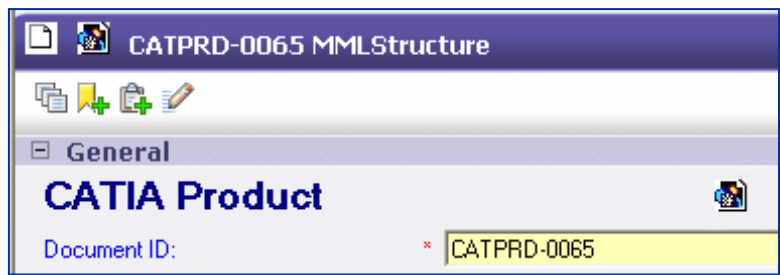 CATPRD-0065 MMLStructure
General
CATIA Product
Document ID: * CATPRD-0065